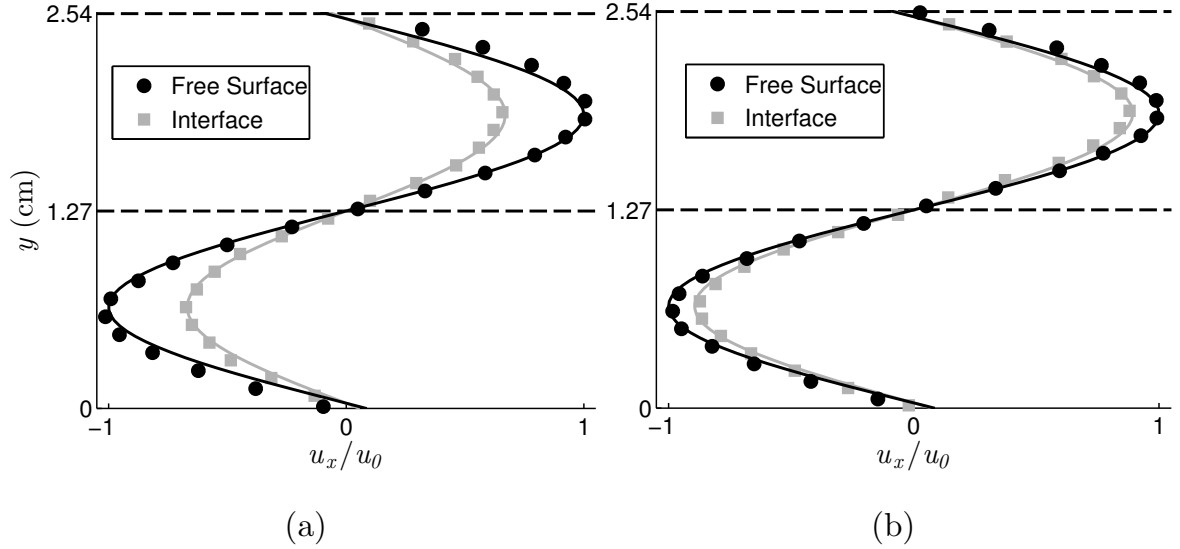 2.54
Free Surface
Interface
1.27
y (cm)
0
−1
0
1
u_x/u_0
(a)
2.54
Free Surface
Interface
1.27
0
−1
0
1
u_x/u_0
(b)